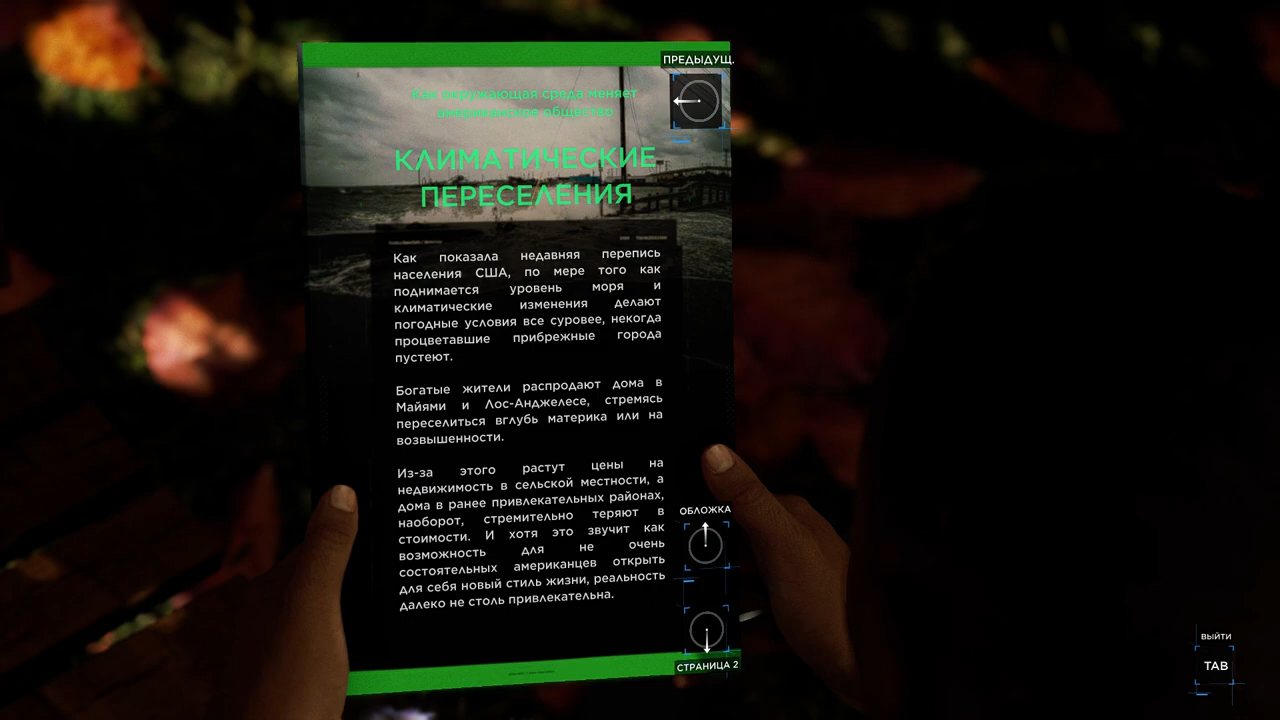 ПРЕДЫДУЩ.
Как окружающая среда меняет
американское общество
КЛИМАТИЧЕСКИЕ
ПЕРЕСЕЛЕНИЯ
Как показала недавняя перепись
населения США, по мере того как
поднимается уровень моря и
климатические изменения делают
погодные условия все суровее, некогда
процветавшие прибрежные города
пустеют.
Богатые жители распродают дома в
Майями и Лос-Анджелесе, стремясь
переселиться вглубь материка или на
возвышенности.
Из-за этого растут цены на
недвижимость в сельской местности, а
дома в ранее привлекательных районах,
наоборот, стремительно теряют в
стоимости. И хотя это звучит как
возможность для не очень
состоятельных американцев открыть
для себя новый стиль жизни, реальность
далеко не столь привлекательна.
ОБЛОЖКА
СТРАНИЦА 2
ВЫЙТИ
TAB